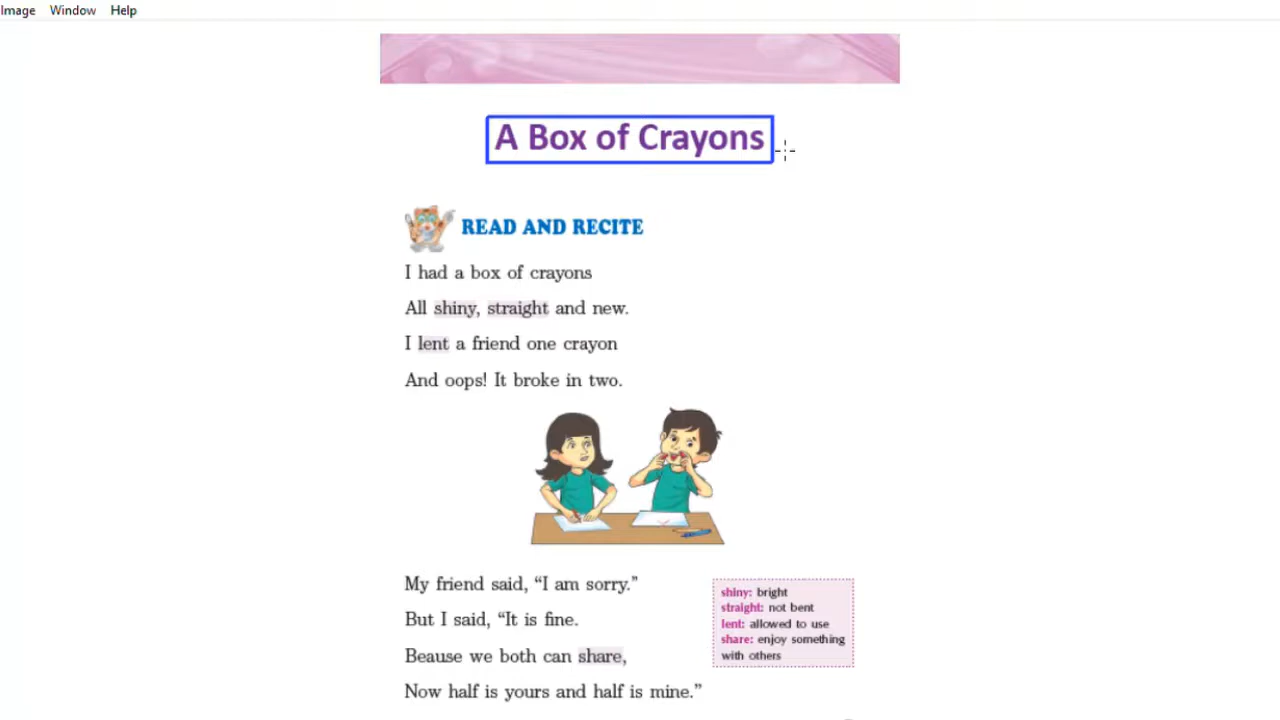 Image Window Help
A Box of Crayons
READ AND RECITE
I had a box of crayons
All shiny, straight and new.
I lent a friend one crayon
And oops! It broke in two.
My friend said, “I am sorry.”
But I said, “It is fine.
Beause we both can share,
Now half is yours and half is mine.”
shiny: bright
straight: not bent
lent: allowed to use
share: enjoy something
with others